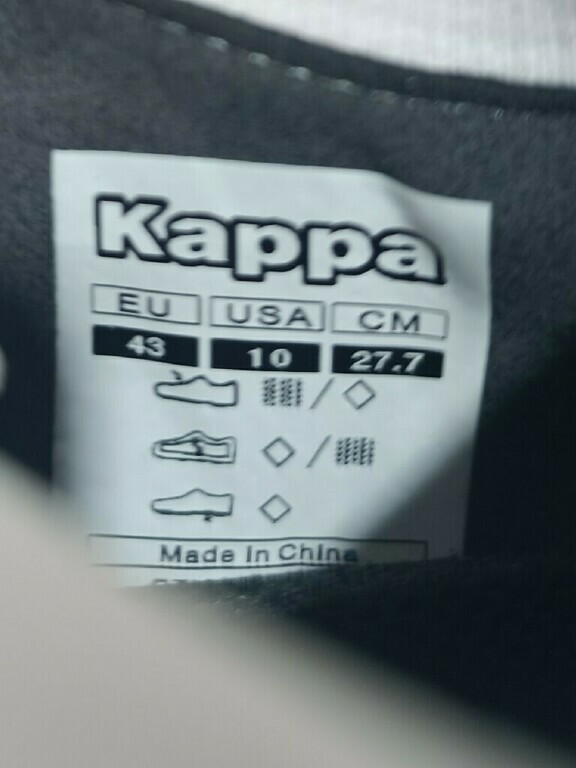 Kappa
EU USA CM
43 10 27.7
Made in China